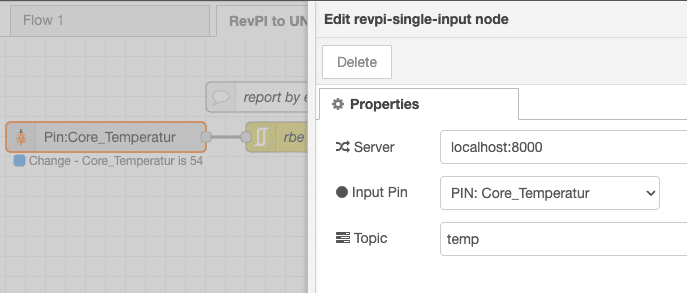 Flow 1
RevPI to UN
Edit revpi-single-input node
Delete
report by e
Properties
Pin:Core_Temperatur
rbe
Change - Core_Temperatur is 54
Server
localhost:8000
Input Pin
PIN: Core_Temperatur
Topic
temp